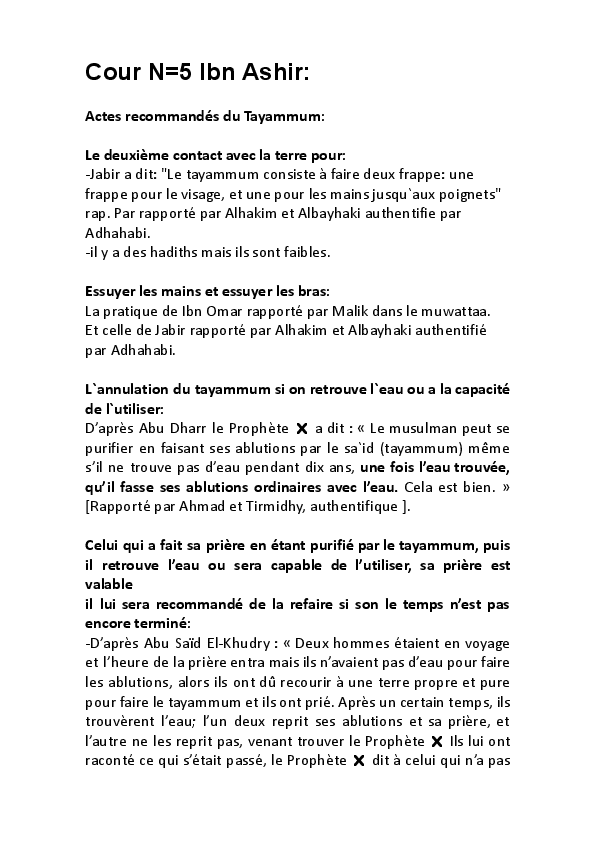 Cour N=5 Ibn Ashir:
Actes recommandés du Tayammum:
Le deuxième contact avec la terre pour:
-Jabir a dit: "Le tayammum consiste à faire deux frappe: une
frappe pour le visage, et une pour les mains jusqu`aux poignets"
rap. Par rapporté par Alhakim et Albayhaki authentifie par
Adhahabi.
-il y a des hadiths mais ils sont faibles.
Essuyer les mains et essuyer les bras:
La pratique de Ibn Omar rapporté par Malik dans le muwattaa.
Et celle de Jabir rapporté par Alhakim et Albayhaki authentifié
par Adhahabi.
L`annulation du tayammum si on retrouve l`eau ou a la capacité
de l`utiliser:
D’après Abu Dharr le Prophète ✗ a dit : « Le musulman peut se
purifier en faisant ses ablutions par le sa`id (tayammum) même
s’il ne trouve pas d’eau pendant dix ans, une fois l’eau trouvée,
qu’il fasse ses ablutions ordinaires avec l’eau. Cela est bien. »
[Rapporté par Ahmad et Tirmidhy, authentifique ].
Celui qui a fait sa prière en étant purifié par le tayammum, puis
il retrouve l’eau ou sera capable de l’utiliser, sa prière est
valable
il lui sera recommandé de la refaire si son le temps n’est pas
encore terminé:
-D’après Abu Saïd El-Khudry : « Deux hommes étaient en voyage
et l’heure de la prière entra mais ils n’avaient pas d’eau pour faire
les ablutions, alors ils ont dû recourir à une terre propre et pure
pour faire le tayammum et ils ont prié. Après un certain temps, ils
trouvèrent l’eau; l’un deux reprit ses ablutions et sa prière, et
l’autre ne les reprit pas, venant trouver le Prophète ✗ Ils lui ont
raconté ce qui s’était passé, le Prophète ✗ dit à celui qui n’a pas